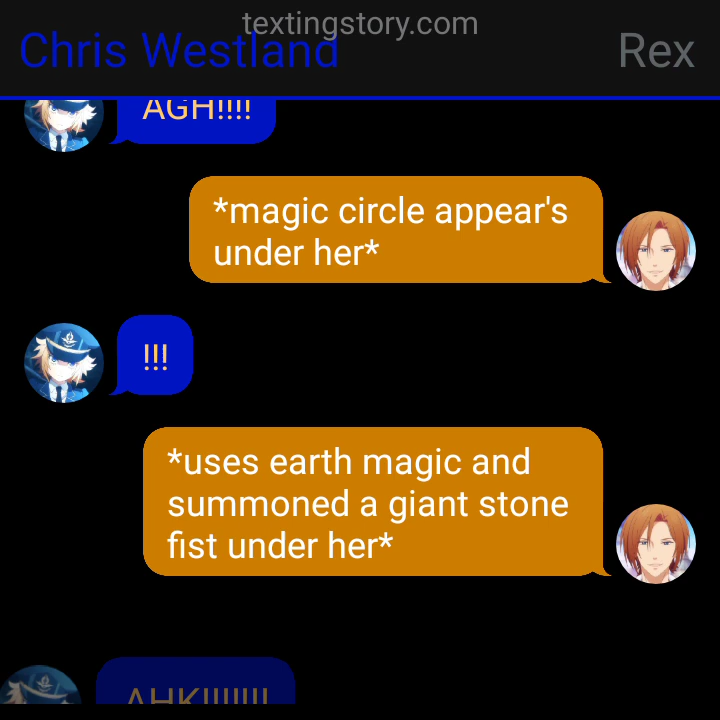 textingstory.com
Chris Westland
Rex
AGH!!!!
*magic circle appear's
under her*
!!!
*uses earth magic and
summoned a giant stone
fist under her*
AHK!!!!!!!